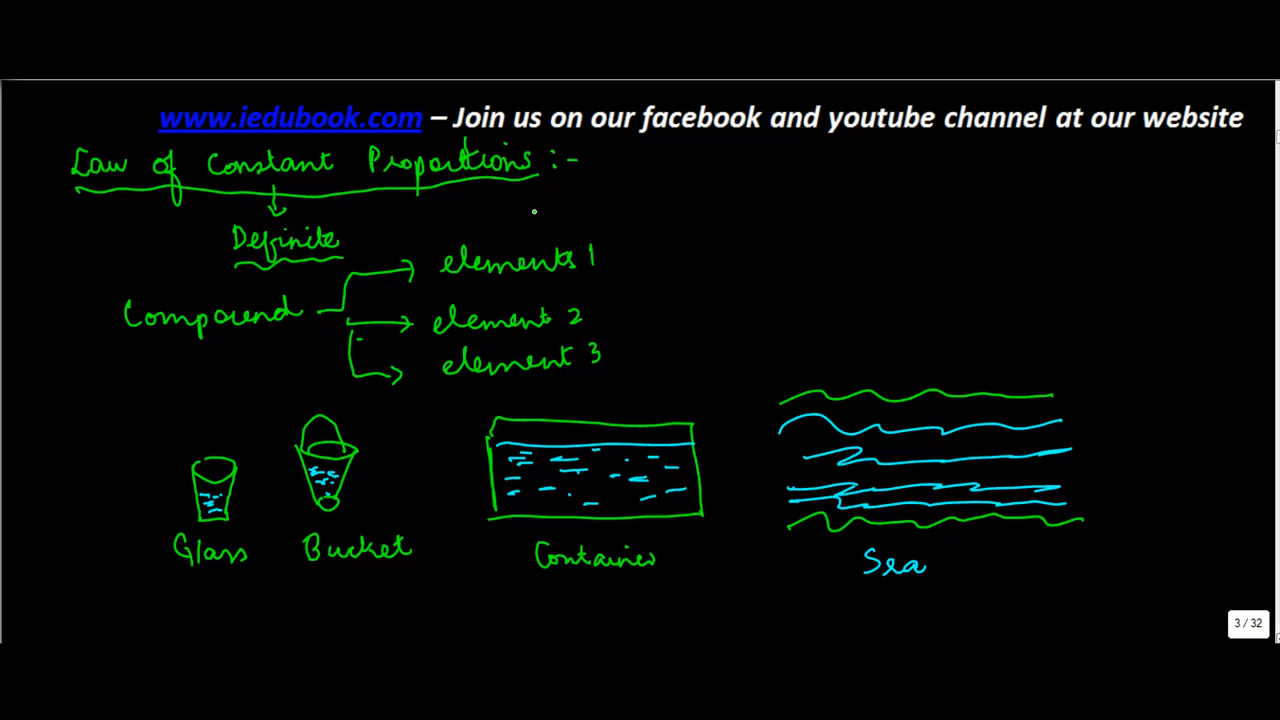 www.iedubook.com – Join us on our facebook and youtube channel at our website
Law of Constant Proportions :-
Definite
elements 1
Compound
element 2
element 3
Glass
Bucket
Container
Sea
3 / 32